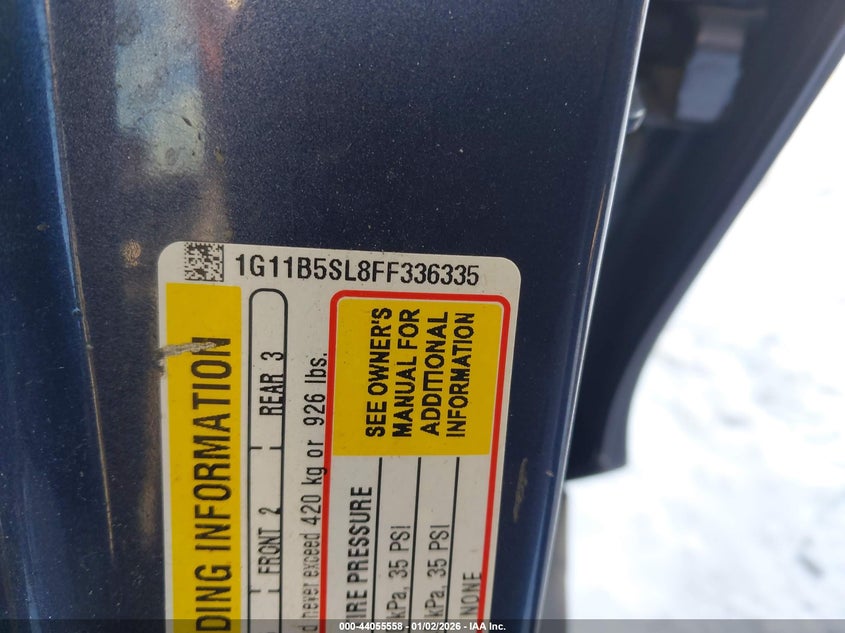 1G11B5SL8FF336335
DING INFORMATION
FRONT 2 REAR 3
d never exceed 420 kg or 926 lbs.
SEE OWNER'S
MANUAL FOR
ADDITIONAL
INFORMATION
IRE PRESSURE
kPa, 35 PSI
kPa, 35 PSI
NONE
000-44055558 - 01/02/2026 - © IAA Inc.